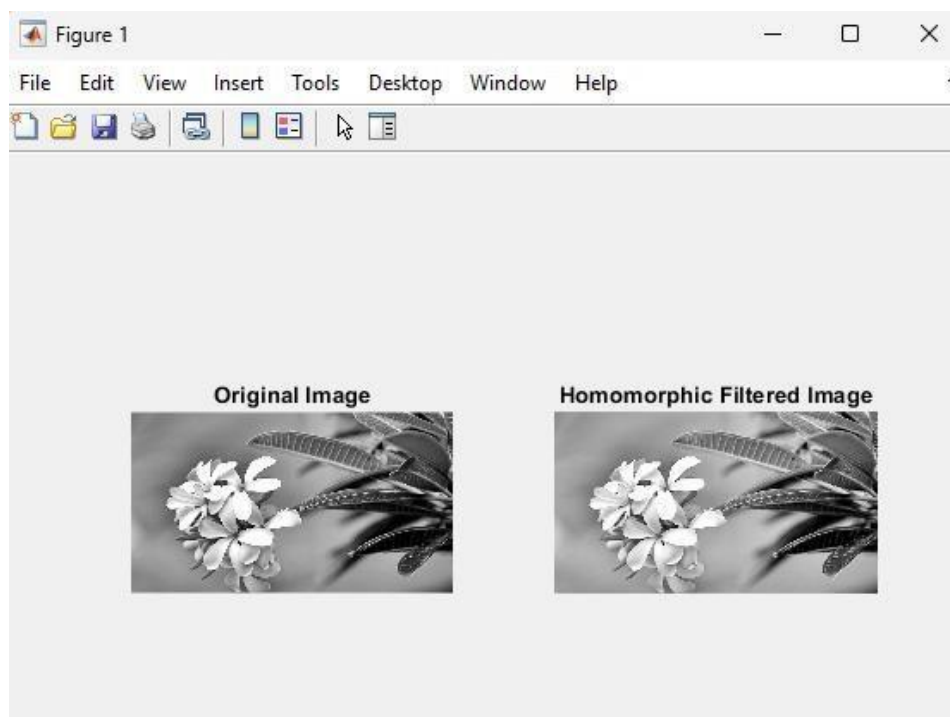 Figure 1
File Edit View Insert Tools Desktop Window Help
Original Image
Homomorphic Filtered Image